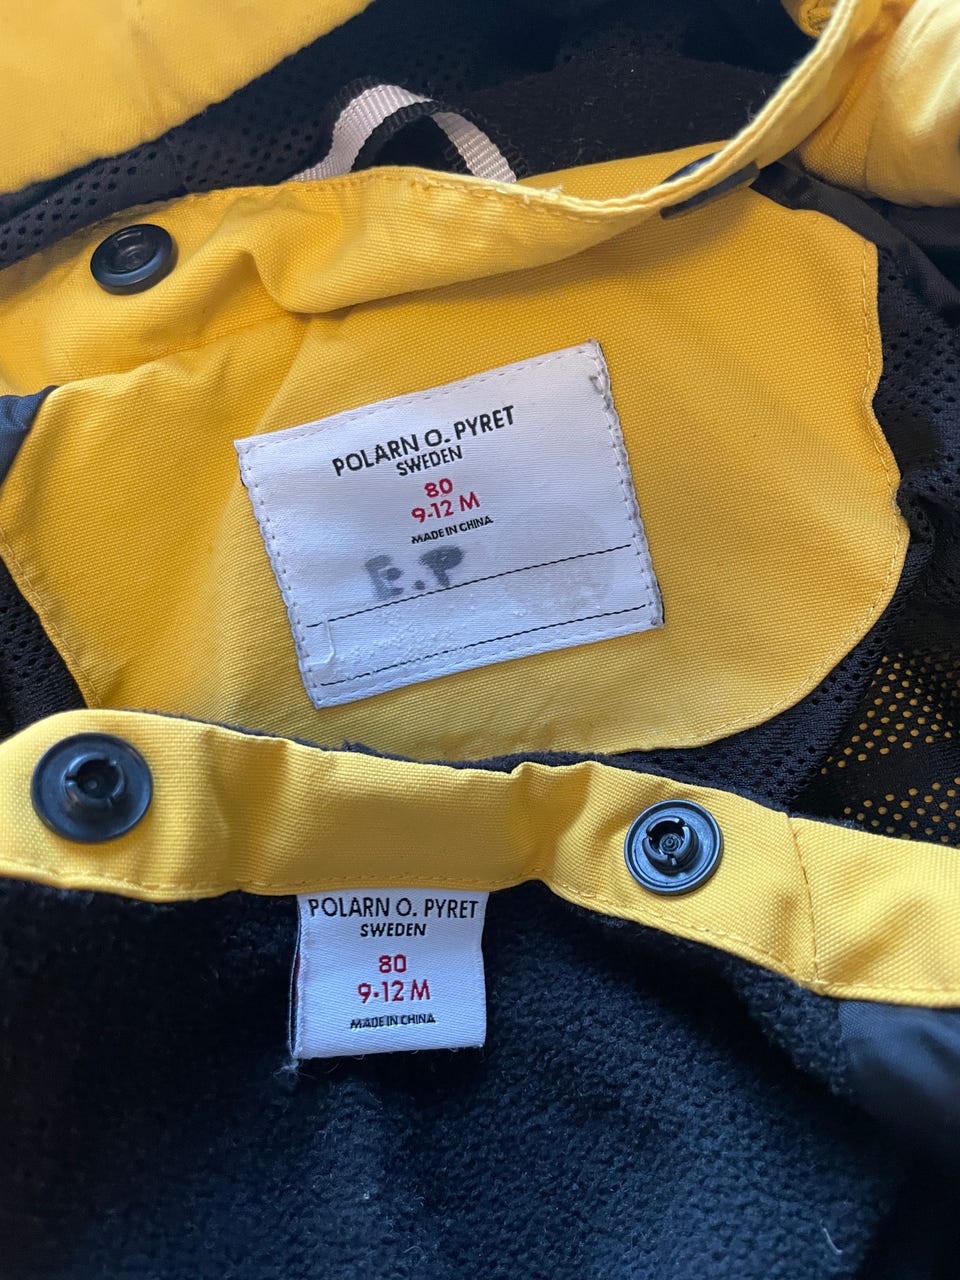 POLARN O. PYRET
SWEDEN
80
9-12 M
MADE IN CHINA
E.P
POLARN O. PYRET
SWEDEN
80
9-12 M
MADE IN CHINA